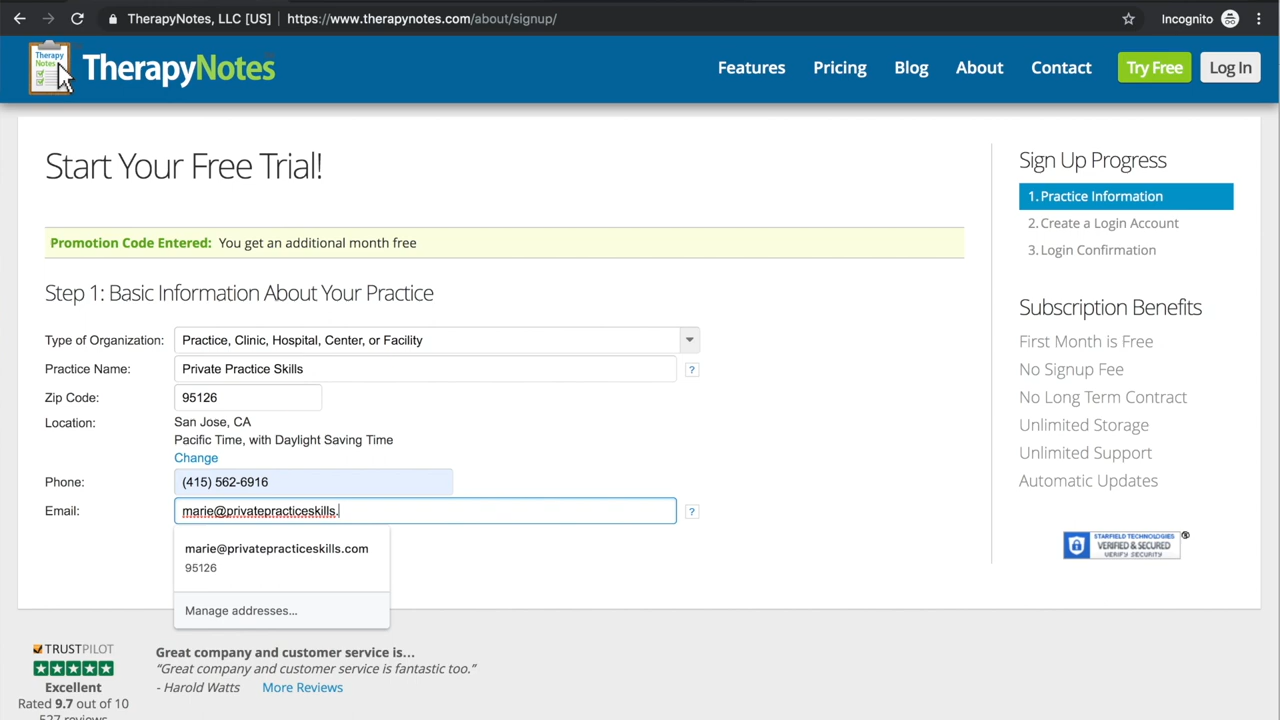 TherapyNotes, LLC [US] | https://www.therapynotes.com/about/signup/ Incognito
Therapy Notes TherapyNotes Features Pricing Blog About Contact Try Free Log In
Start Your Free Trial!
Promotion Code Entered: You get an additional month free
Step 1: Basic Information About Your Practice
Type of Organization: Practice, Clinic, Hospital, Center, or Facility
Practice Name: Private Practice Skills ?
Zip Code: 95126
Location: San Jose, CA
Pacific Time, with Daylight Saving Time
Change
Phone: (415) 562-6916
Email: marie@privatepracticeskills. ?
marie@privatepracticeskills.com
95126
Manage addresses...
Sign Up Progress
1. Practice Information
2. Create a Login Account
3. Login Confirmation
Subscription Benefits
First Month is Free
No Signup Fee
No Long Term Contract
Unlimited Storage
Unlimited Support
Automatic Updates
STARFIELD TECHNOLOGIES
VERIFIED & SECURED
VERIFY SECURITY
TRUSTPILOT
Excellent
Rated 9.7 out of 10
527 reviews
Great company and customer service is...
“Great company and customer service is fantastic too.”
- Harold Watts More Reviews